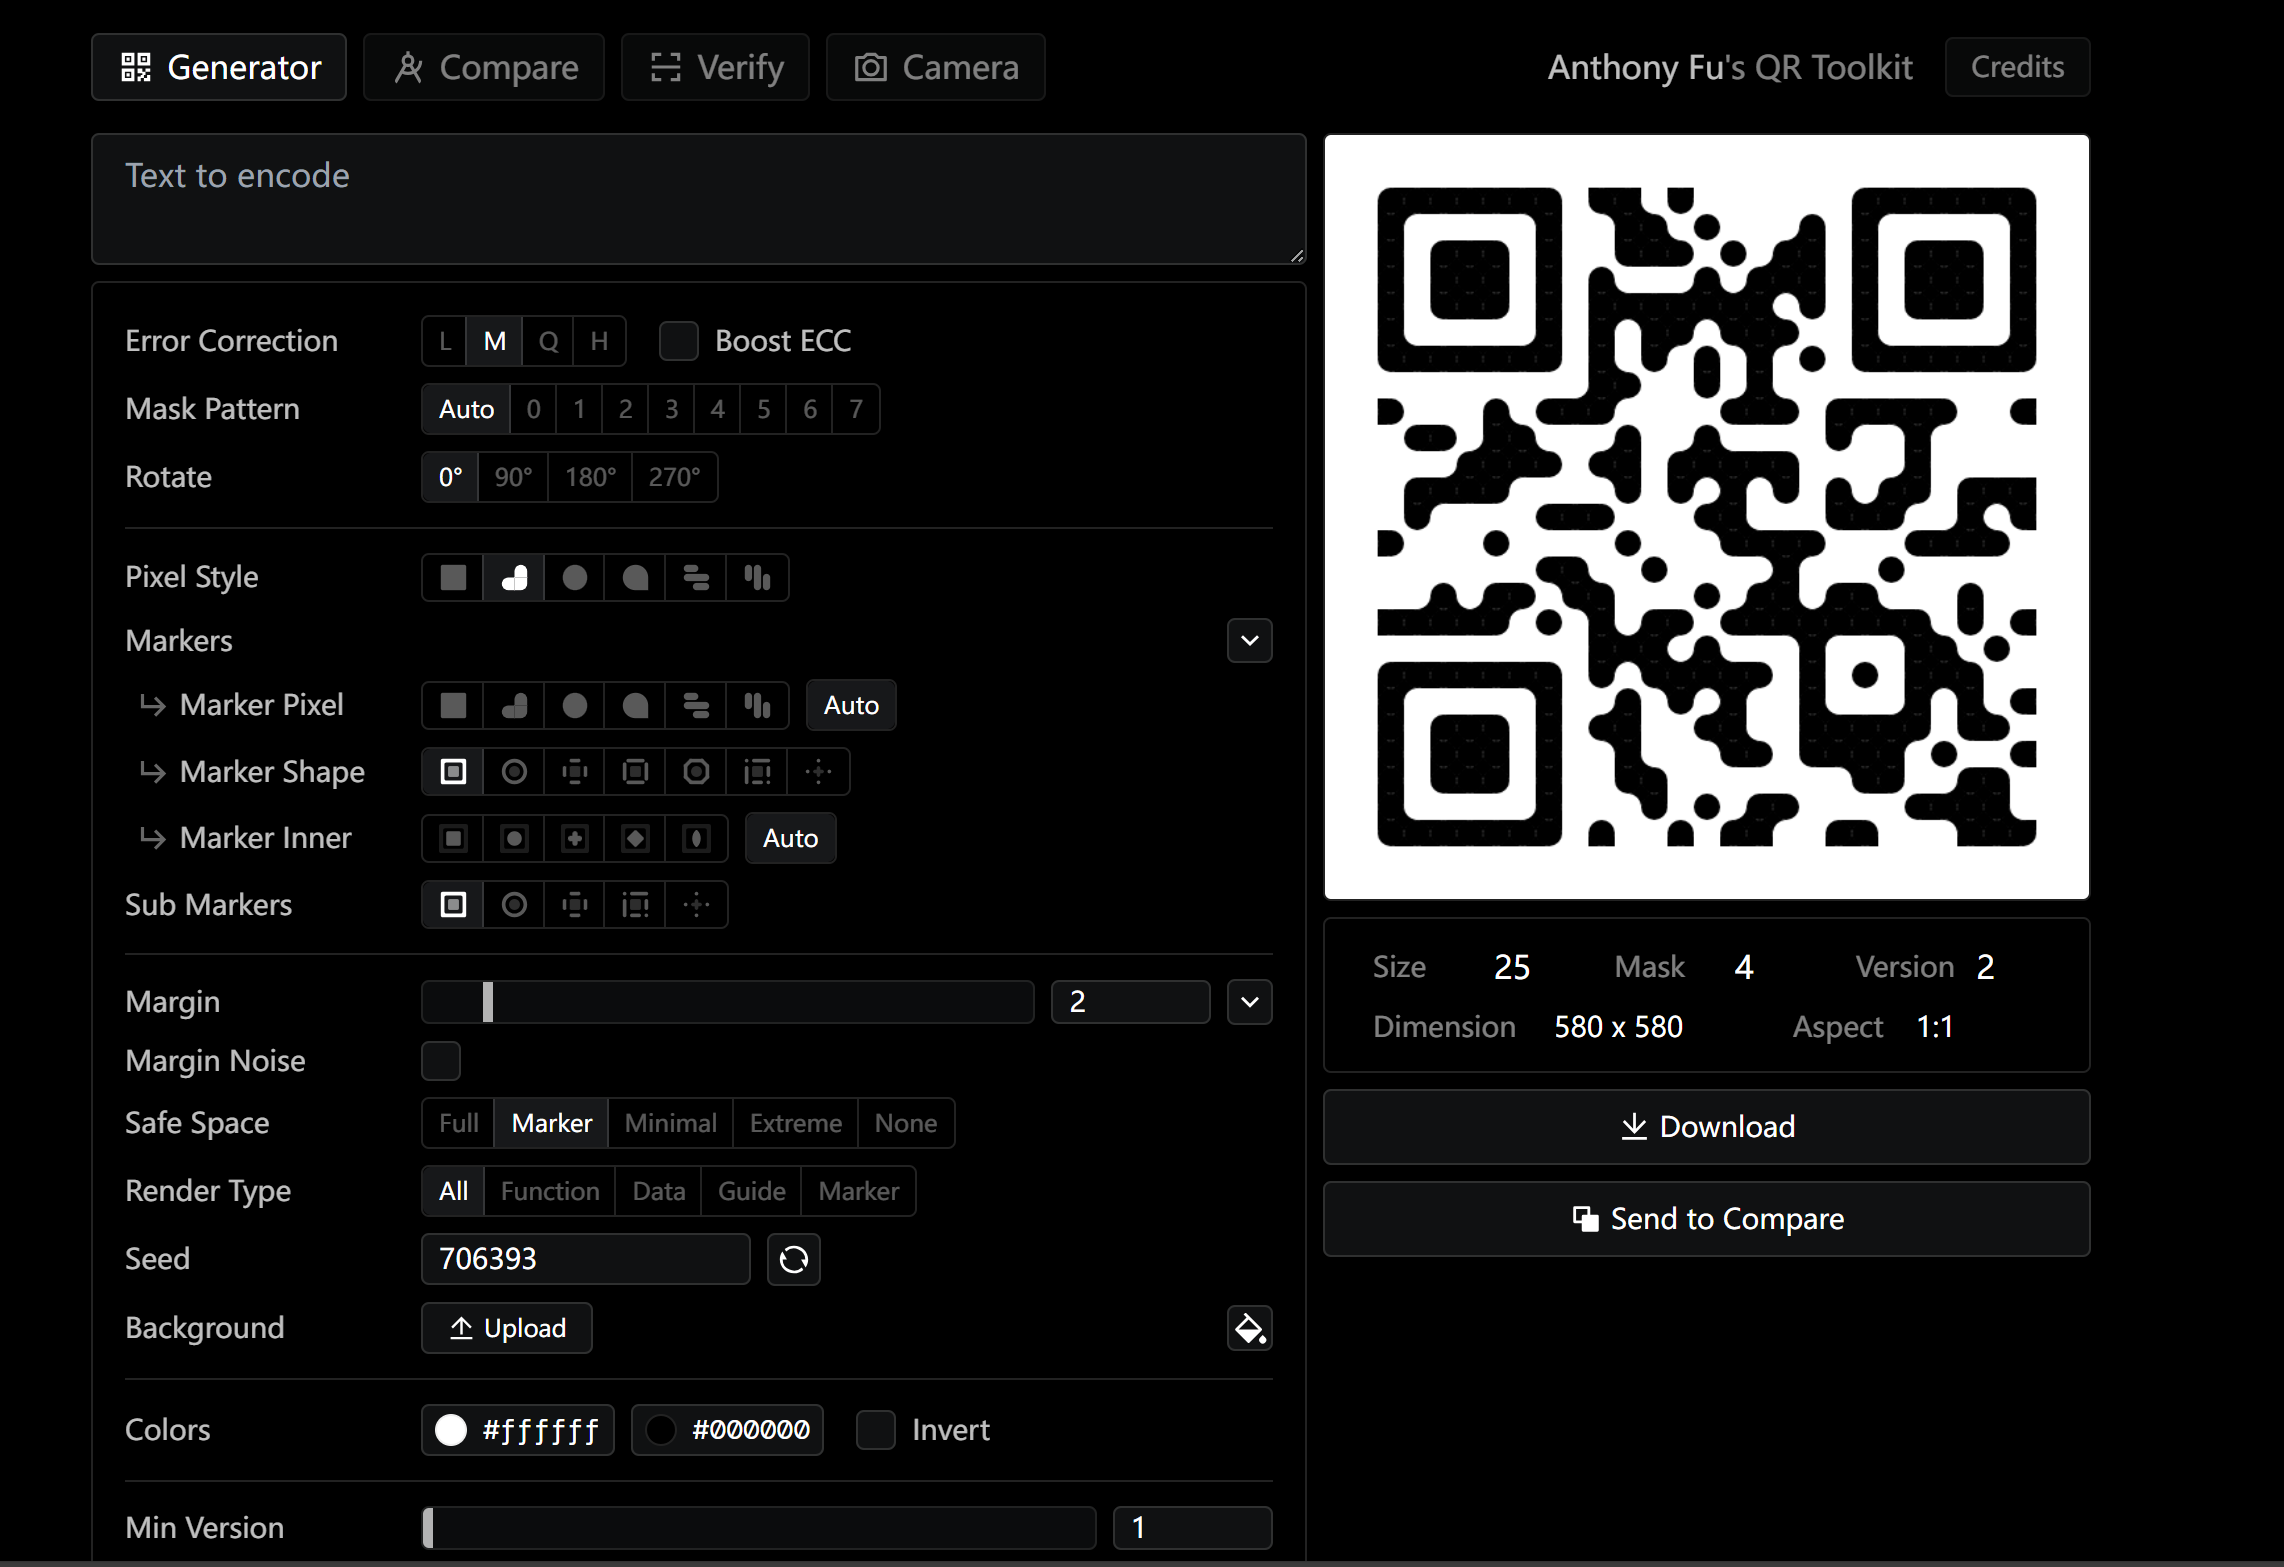 Generator Compare Verify Camera Anthony Fu's QR Toolkit Credits
Text to encode
Error Correction L M Q H Boost ECC
Mask Pattern Auto 0 1 2 3 4 5 6 7
Rotate 0° 90° 180° 270°
Pixel Style
Markers
Marker Pixel Auto
Marker Shape
Marker Inner Auto
Sub Markers
Margin 2
Margin Noise
Safe Space Full Marker Minimal Extreme None
Render Type All Function Data Guide Marker
Seed 706393
Background Upload
Colors #ffffff #000000 Invert
Min Version 1
Size 25 Mask 4 Version 2
Dimension 580 x 580 Aspect 1:1
Download
Send to Compare